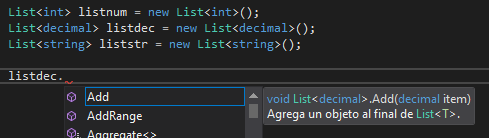 List<int> listnum = new List<int>();
List<decimal> listdec = new List<decimal>();
List<string> liststr = new List<string>();
listdec.
Add
void List<decimal>.Add(decimal item)
AddRange
Agrega un objeto al final de List<T>.
Aggregate<>